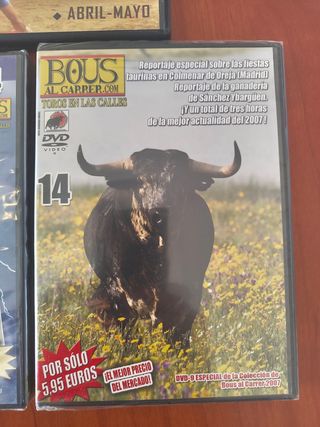 ABRIL-MAYO
BOUS
AL CARRER.COM
TOROS EN LAS CALLES
DVD
VIDEO
14
Reportaje especial sobre las fiestas
taurinas en Colmenar de Oreja (Madrid)
Reportaje de la ganadería
de Sánchez Ybarguen.
¡Y un total de tres horas
de la mejor actualidad del 2007!
POR SÓLO
5,95 EUROS
¡EL MEJOR PRECIO
DEL MERCADO!
DVD-9 ESPECIAL de la Colección de
Bous al Carrer 2007